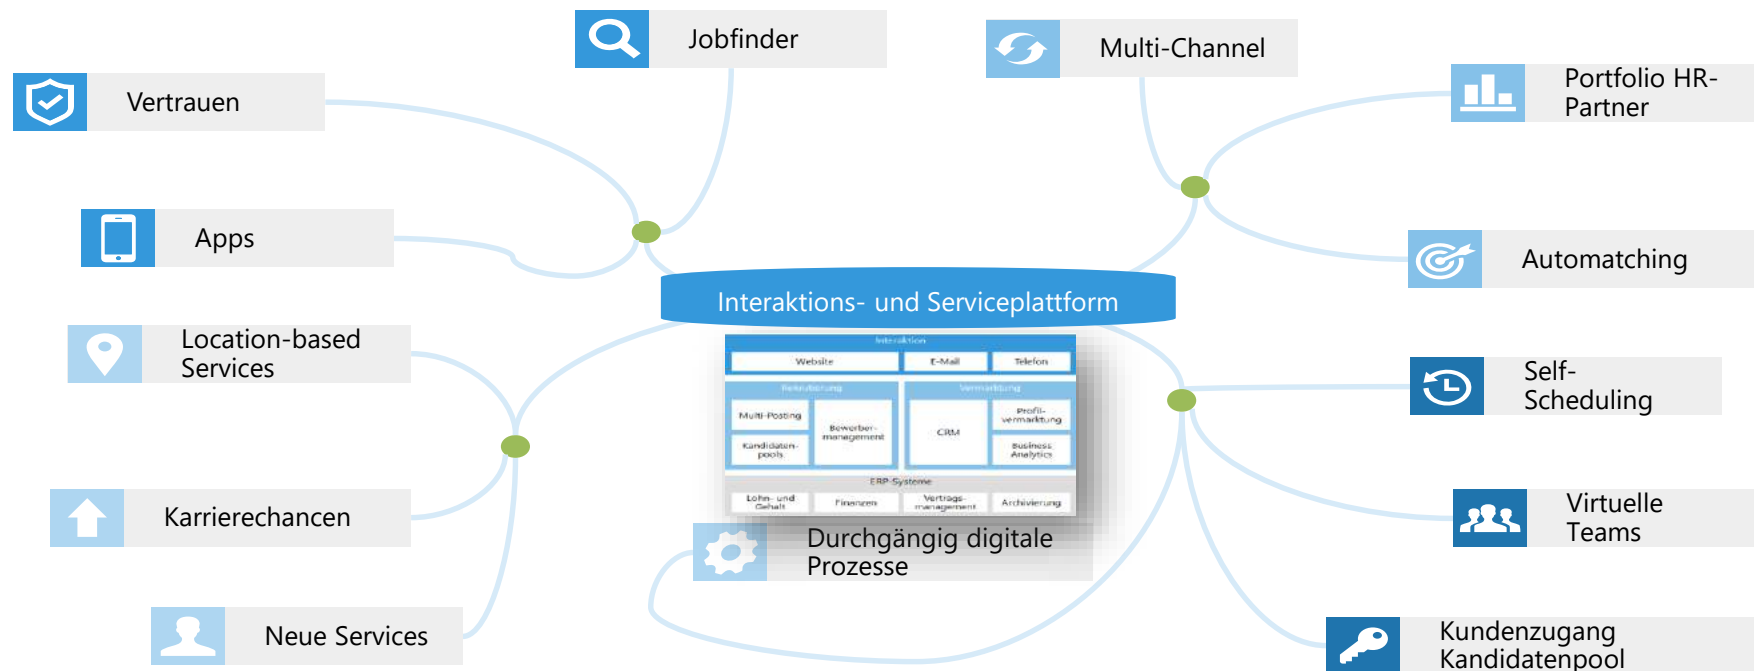 Jobfinder
Multi-Channel
Vertrauen
Portfolio HR-
Partner
Apps
Automatching
Interaktions- und Serviceplattform
Location-based
Services
Self-
Scheduling
Interaktion
Website
E-Mail
Telefon
Rekrutierung
Vermarktung
Multi-Posting
Bewerber-
management
Kandidaten-
pools
CRM
Profil-
vermarktung
Business
Analytics
ERP-Systeme
Lohn- und
Gehalt
Finanzen
Vertrags-
management
Archivierung
Karrierechancen
Durchgängig digitale
Prozesse
Virtuelle
Teams
Neue Services
Kundenzugang
Kandidatenpool